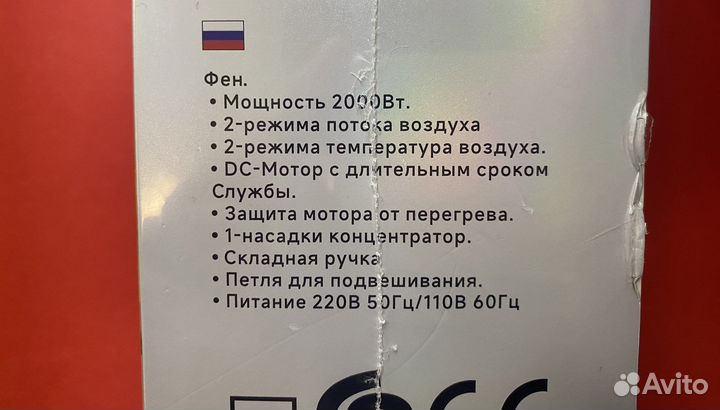 Фен.
• Мощность 2000Вт.
• 2-режима потока воздуха
• 2-режима температура воздуха.
• DC-Мотор с длительным сроком
Службы.
• Защита мотора от перегрева.
• 1-насадки концентратор.
• Складная ручка
• Петля для подвешивания.
• Питание 220В 50Гц/110В 60Гц
Avito